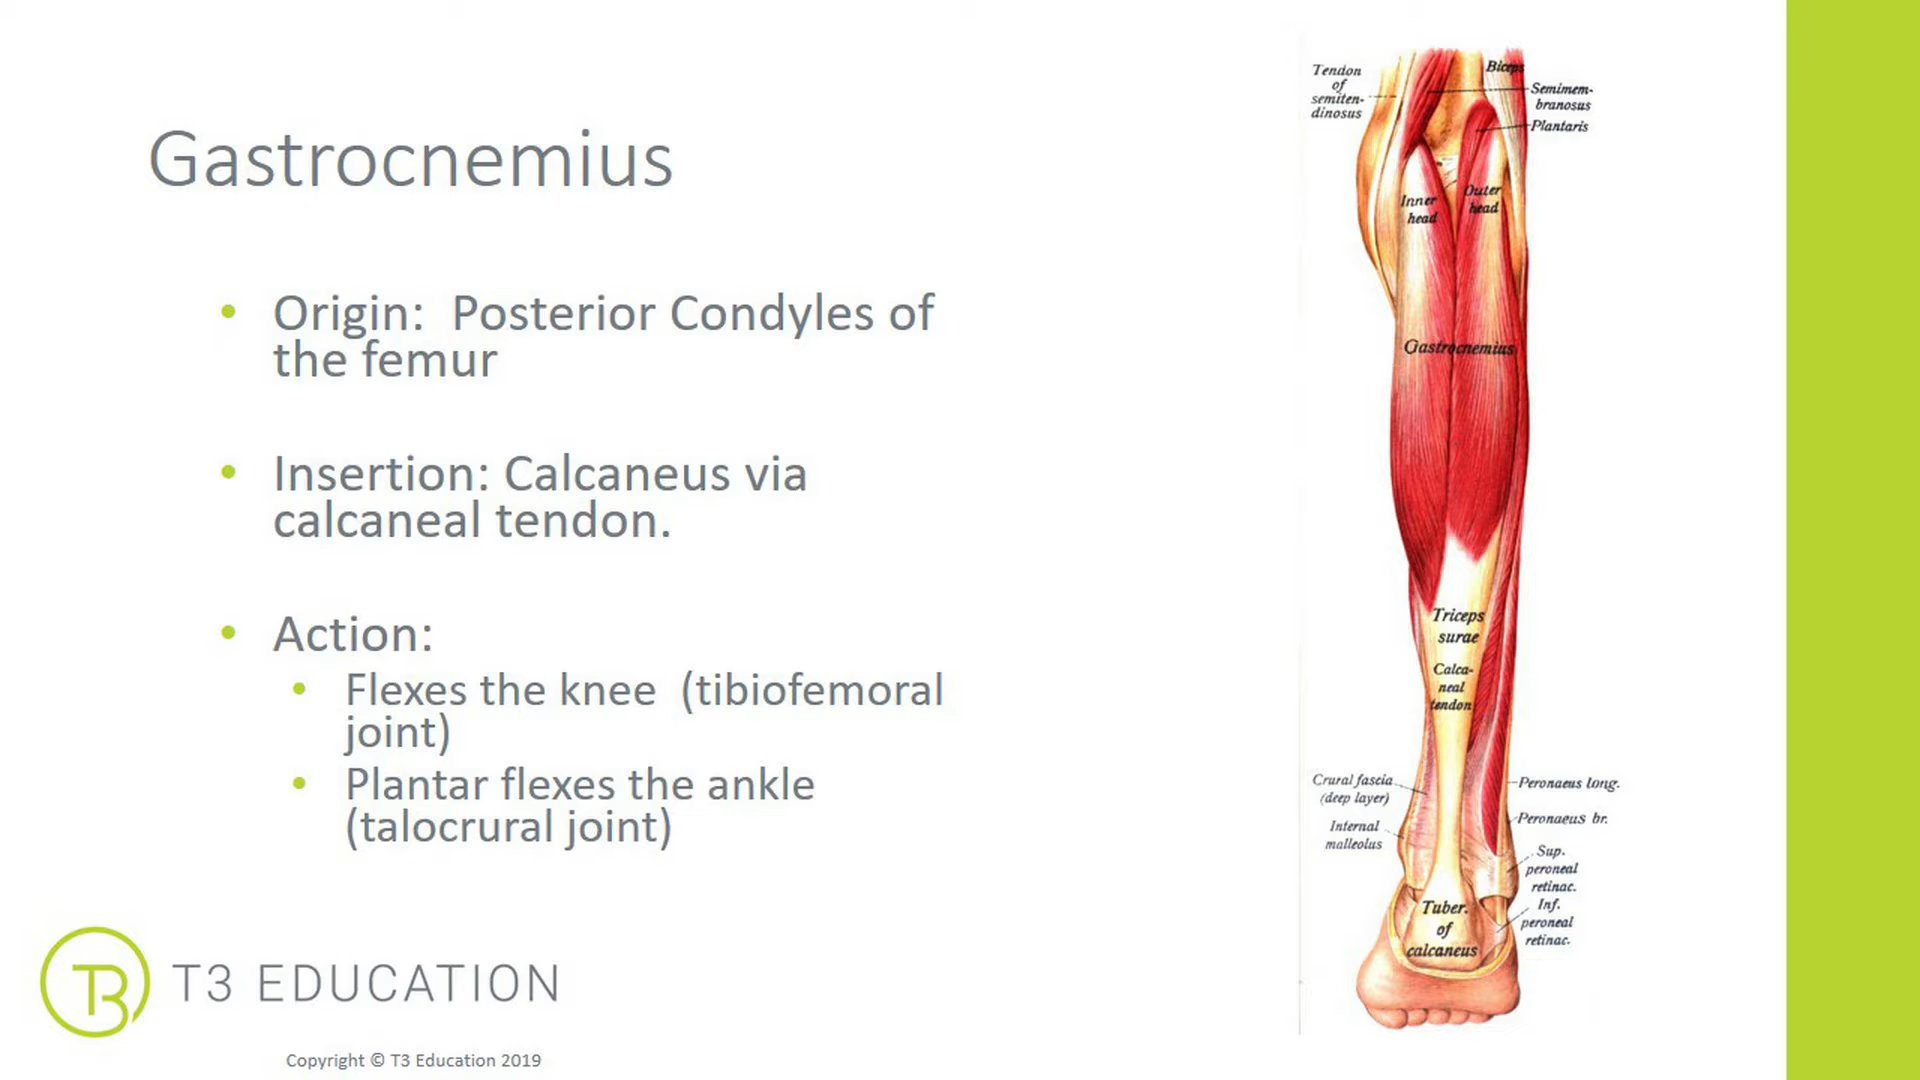 Gastrocnemius
• Origin:  Posterior Condyles of
the femur
• Insertion: Calcaneus via
calcaneal tendon.
• Action:
• Flexes the knee  (tibiofemoral
joint)
• Plantar flexes the ankle
(talocrural joint)
TB T3 EDUCATION
Copyright © T3 Education 2019
Tendon
of
semiten-
dinosus
Biceps
Semimem-
branosus
Plantaris
Inner
head
Outer
head
Gastrocnemius
Triceps
surae
Calca-
neal
tendon
Crural fascia
(deep layer)
Internal
malleolus
Peronaeus long.
Peronaeus br.
Sup.
peroneal
retinac.
Inf.
peroneal
retinac.
Tuber.
of
calcaneus